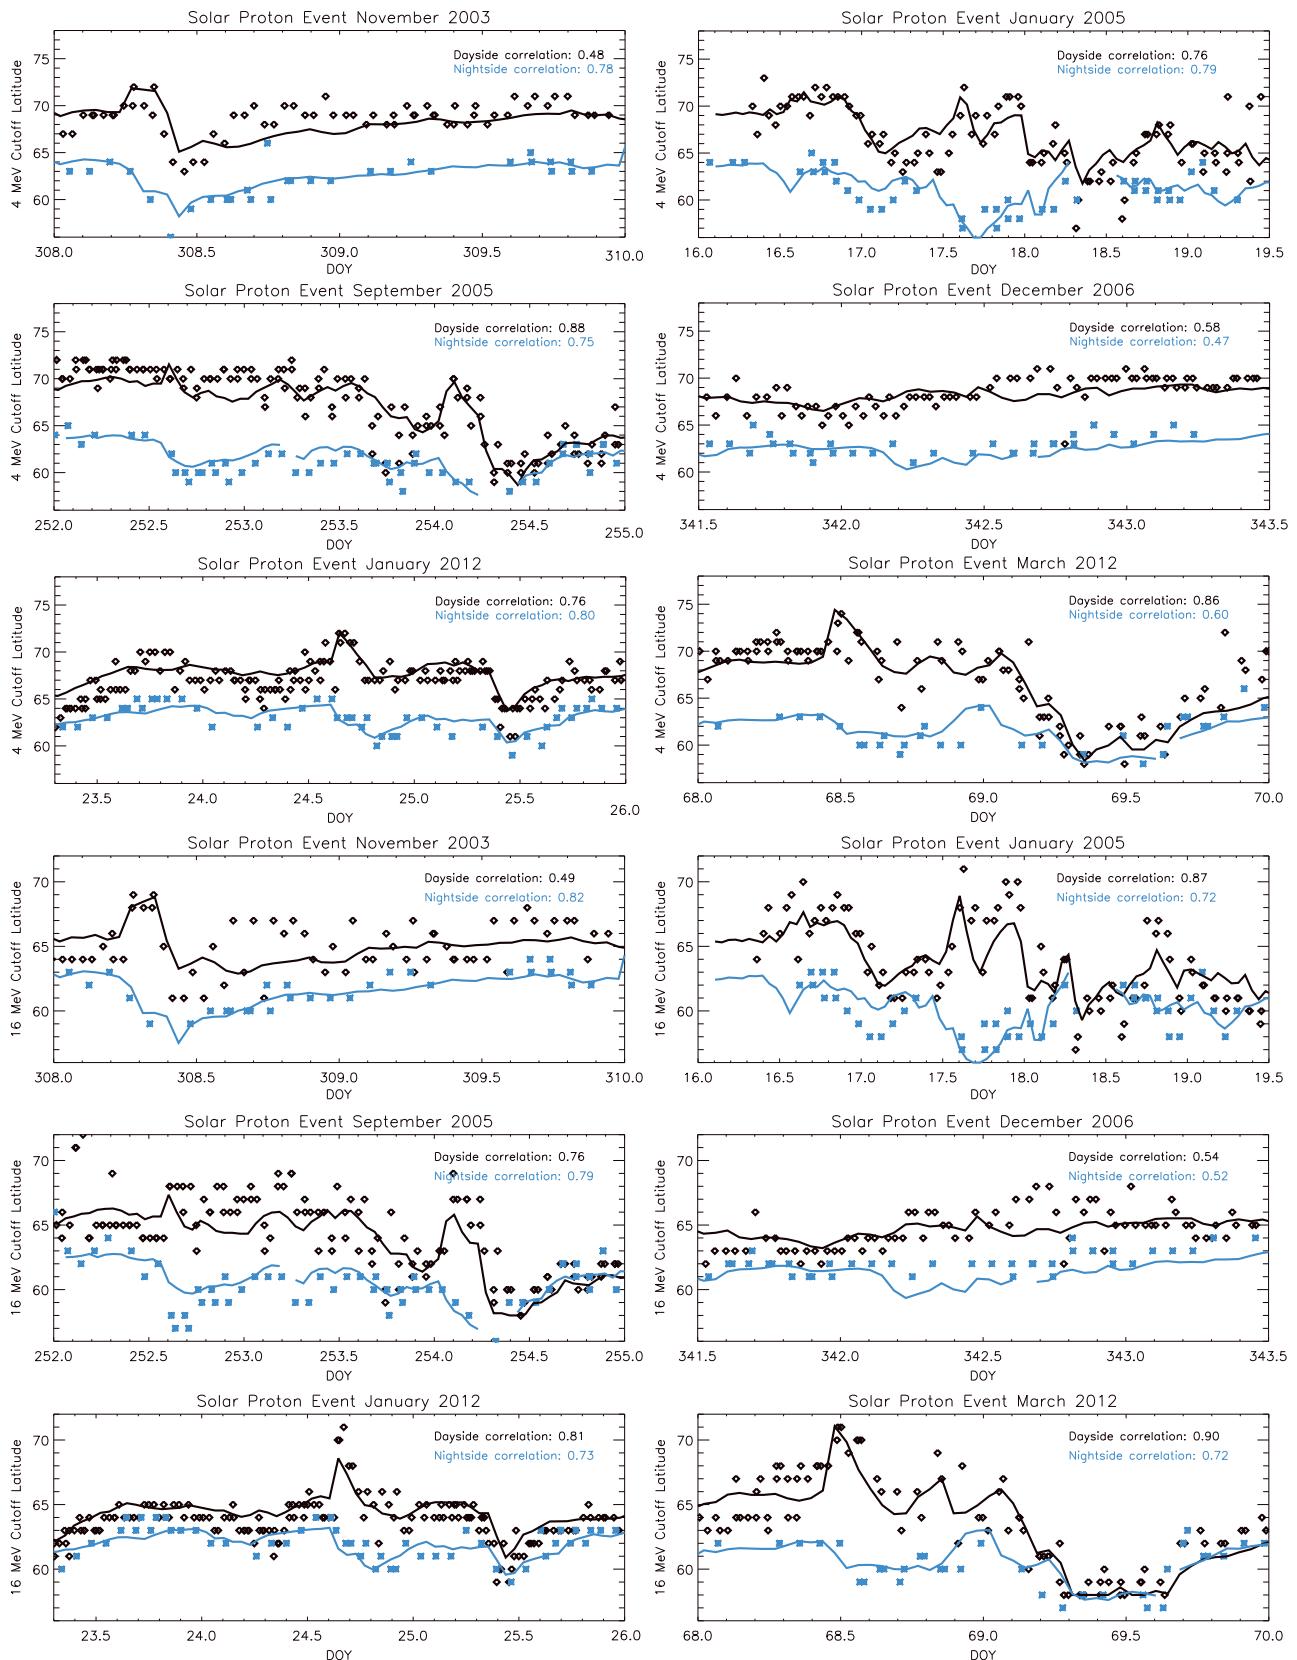 Solar Proton Event November 2003
Dayside correlation: 0.48
Nightside correlation: 0.78
4 MeV Cutoff Latitude
75
70
65
60
308.0 308.5 309.0 309.5 310.0
DOY
Solar Proton Event January 2005
Dayside correlation: 0.76
Nightside correlation: 0.79
4 MeV Cutoff Latitude
75
70
65
60
16.0 16.5 17.0 17.5 18.0 18.5 19.0 19.5
DOY
Solar Proton Event September 2005
Dayside correlation: 0.88
Nightside correlation: 0.75
4 MeV Cutoff Latitude
75
70
65
60
252.0 252.5 253.0 253.5 254.0 254.5 255.0
DOY
Solar Proton Event December 2006
Dayside correlation: 0.58
Nightside correlation: 0.47
4 MeV Cutoff Latitude
75
70
65
60
341.5 342.0 342.5 343.0 343.5
DOY
Solar Proton Event January 2012
Dayside correlation: 0.76
Nightside correlation: 0.80
4 MeV Cutoff Latitude
75
70
65
60
23.5 24.0 24.5 25.0 25.5 26.0
DOY
Solar Proton Event March 2012
Dayside correlation: 0.86
Nightside correlation: 0.60
4 MeV Cutoff Latitude
75
70
65
60
68.0 68.5 69.0 69.5 70.0
DOY
Solar Proton Event November 2003
Dayside correlation: 0.49
Nightside correlation: 0.82
16 MeV Cutoff Latitude
70
65
60
308.0 308.5 309.0 309.5 310.0
DOY
Solar Proton Event January 2005
Dayside correlation: 0.87
Nightside correlation: 0.72
16 MeV Cutoff Latitude
70
65
60
16.0 16.5 17.0 17.5 18.0 18.5 19.0 19.5
DOY
Solar Proton Event September 2005
Dayside correlation: 0.76
Nightside correlation: 0.79
16 MeV Cutoff Latitude
70
65
60
252.0 252.5 253.0 253.5 254.0 254.5 255.0
DOY
Solar Proton Event December 2006
Dayside correlation: 0.54
Nightside correlation: 0.52
16 MeV Cutoff Latitude
70
65
60
341.5 342.0 342.5 343.0 343.5
DOY
Solar Proton Event January 2012
Dayside correlation: 0.81
Nightside correlation: 0.73
16 MeV Cutoff Latitude
70
65
60
23.5 24.0 24.5 25.0 25.5 26.0
DOY
Solar Proton Event March 2012
Dayside correlation: 0.90
Nightside correlation: 0.72
16 MeV Cutoff Latitude
70
65
60
68.0 68.5 69.0 69.5 70.0
DOY